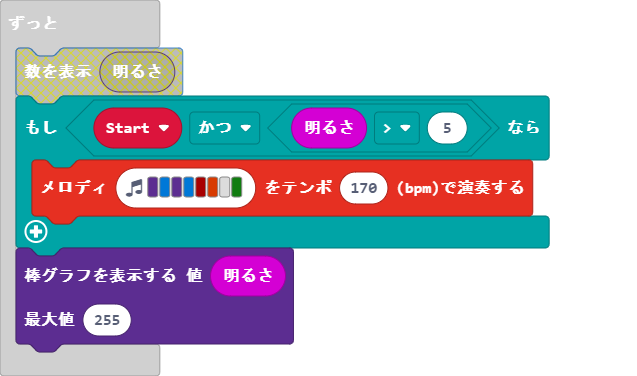 ずっと
数を表示 明るさ
もし Start かつ 明るさ > 5 なら
メロディ をテンポ 170 (bpm)で演奏する
棒グラフを表示する 値 明るさ
最大値 255